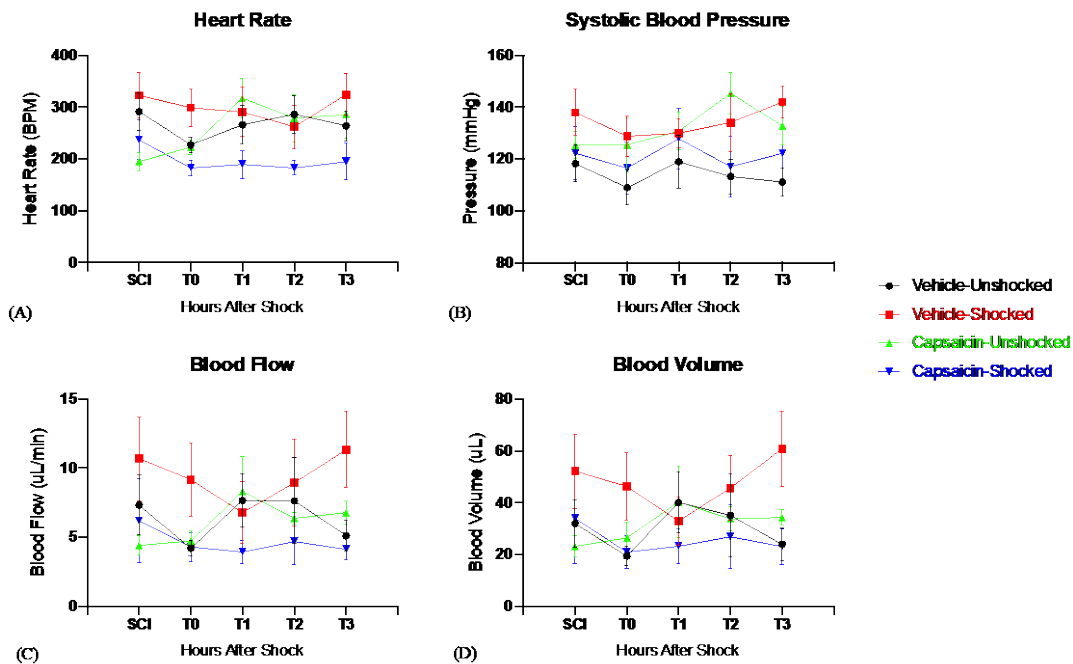 Heart Rate
400
300
200
100
0
Heart Rate (BPM)
SCI T0 T1 T2 T3
Hours After Shock
(A)
Systolic Blood Pressure
160
140
120
100
80
Pressure (mmHg)
SCI T0 T1 T2 T3
Hours After Shock
(B)
Vehicle-Unshocked
Vehicle-Shocked
Capsaicin-Unshocked
Capsaicin-Shocked
Blood Flow
15
10
5
0
Blood Flow (uL/min)
SCI T0 T1 T2 T3
Hours After Shock
(C)
Blood Volume
80
60
40
20
0
Blood Volume (uL)
SCI T0 T1 T2 T3
Hours After Shock
(D)